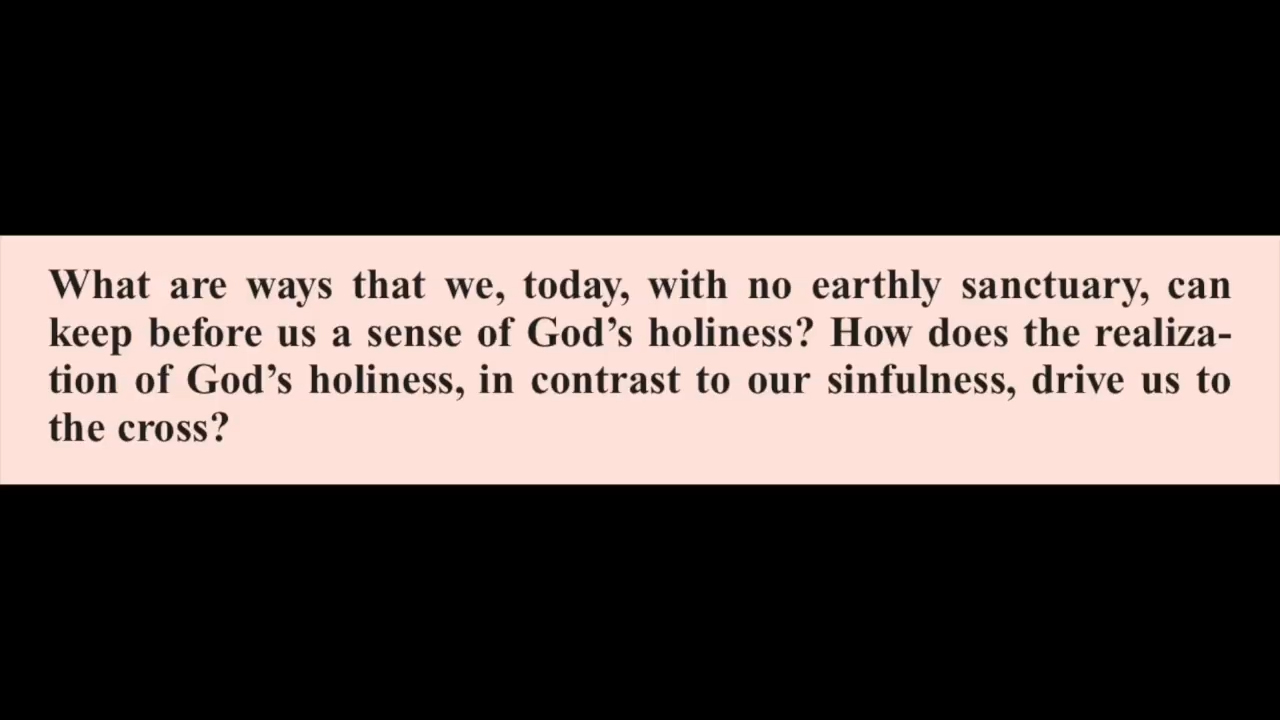 What are ways that we, today, with no earthly sanctuary, can
keep before us a sense of God’s holiness? How does the realiza-
tion of God’s holiness, in contrast to our sinfulness, drive us to
the cross?